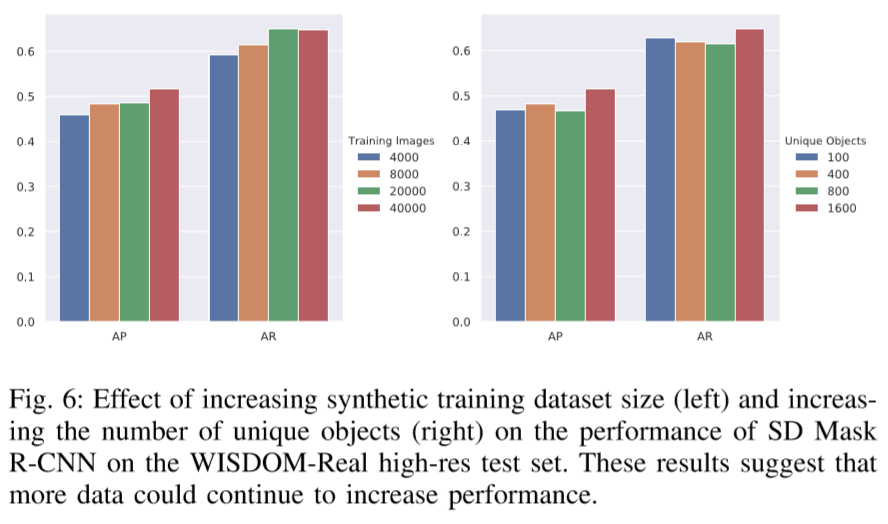 0.6
0.5
0.4
0.3
0.2
0.1
0.0
AP
AR
Training Images
4000
8000
20000
40000
0.6
0.5
0.4
0.3
0.2
0.1
0.0
AP
AR
Unique Objects
100
400
800
1600
Fig. 6: Effect of increasing synthetic training dataset size (left) and increas-
ing the number of unique objects (right) on the performance of SD Mask
R-CNN on the WISDOM-Real high-res test set. These results suggest that
more data could continue to increase performance.